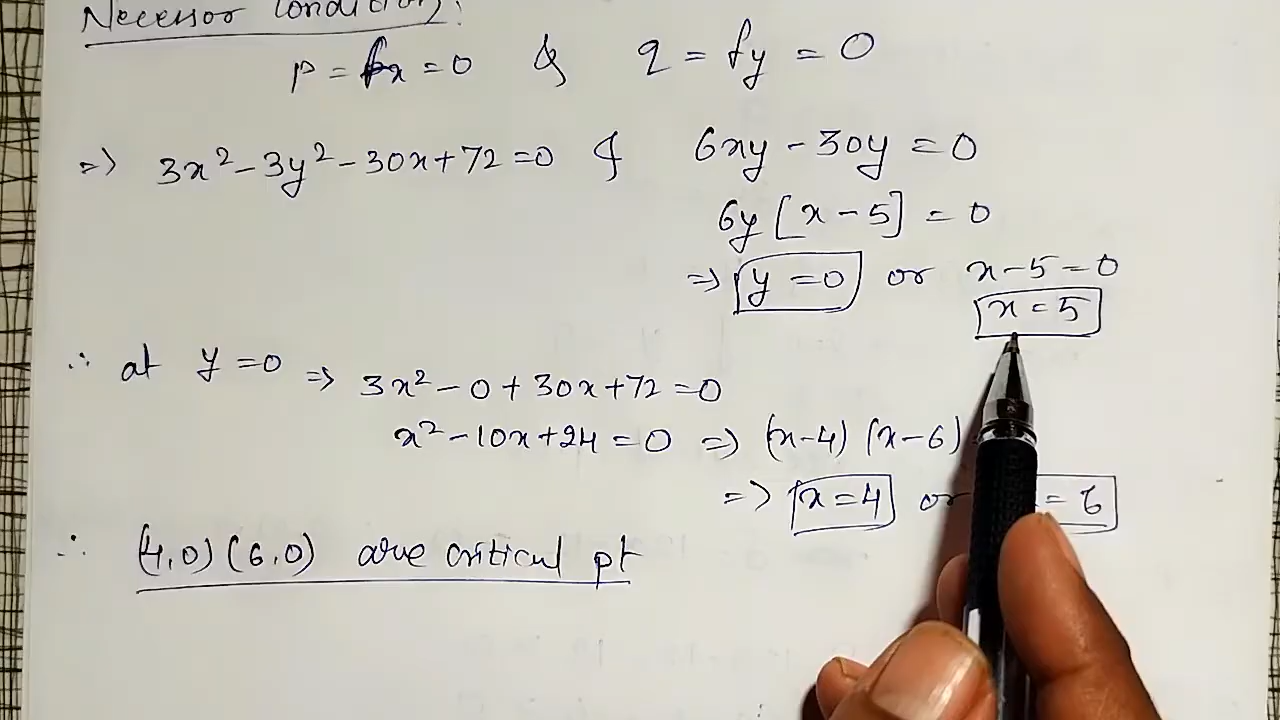 Necessor Condition:
p = fx = 0 & q = fy = 0
=> 3x² - 3y² - 30x + 72 = 0 & 6xy - 30y = 0
6y [x - 5] = 0
=> y = 0 or x - 5 = 0
x = 5
∴ at y = 0 => 3x² - 0 + 30x + 72 = 0
x² - 10x + 24 = 0 => (x-4) (x-6)
=> x = 4 or = 6
∴ (4,0) (6,0) are critical pt